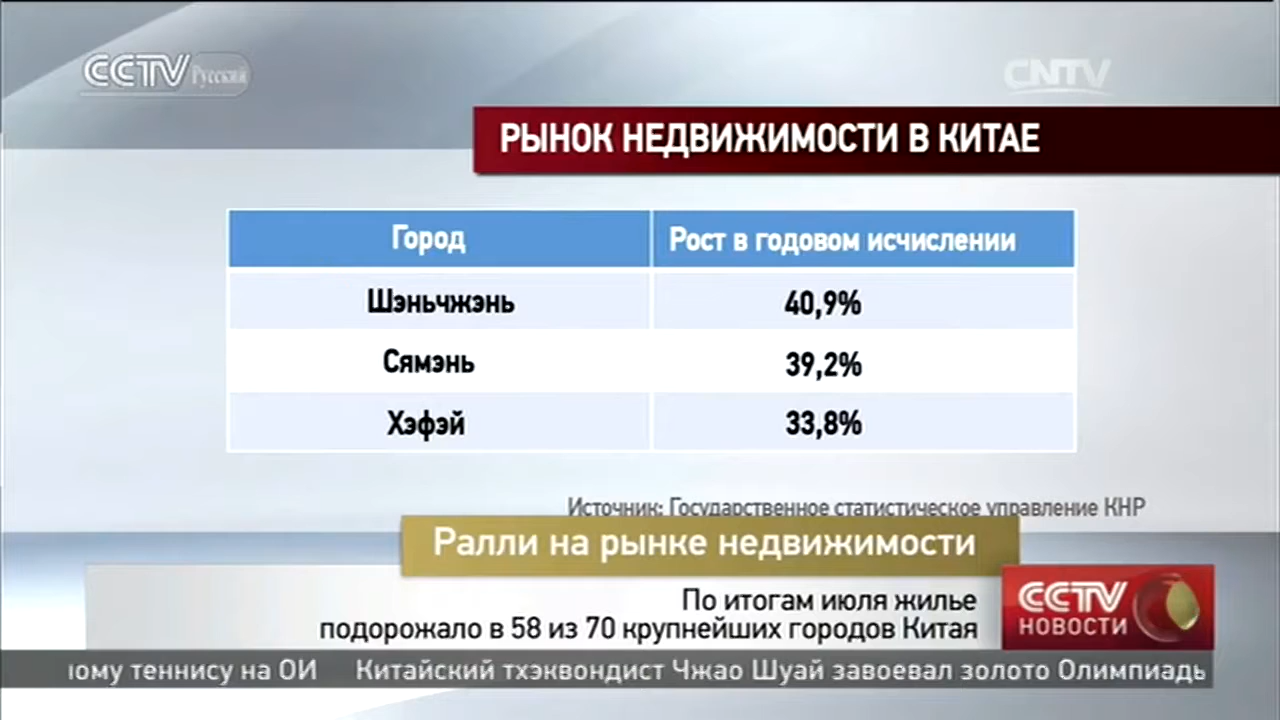 CCTV Русский
CNTV
РЫНОК НЕДВИЖИМОСТИ В КИТАЕ
Город Рост в годовом исчислении
Шэньчжэнь 40,9%
Сямэнь 39,2%
Хэфэй 33,8%
Источник: Государственное статистическое управление КНР
Ралли на рынке недвижимости
По итогам июля жилье
подорожало в 58 из 70 крупнейших городов Китая
CCTV
НОВОСТИ
ому теннису на ОИ Китайский тхэквондист Чжао Шуай завоевал золото Олимпиадь